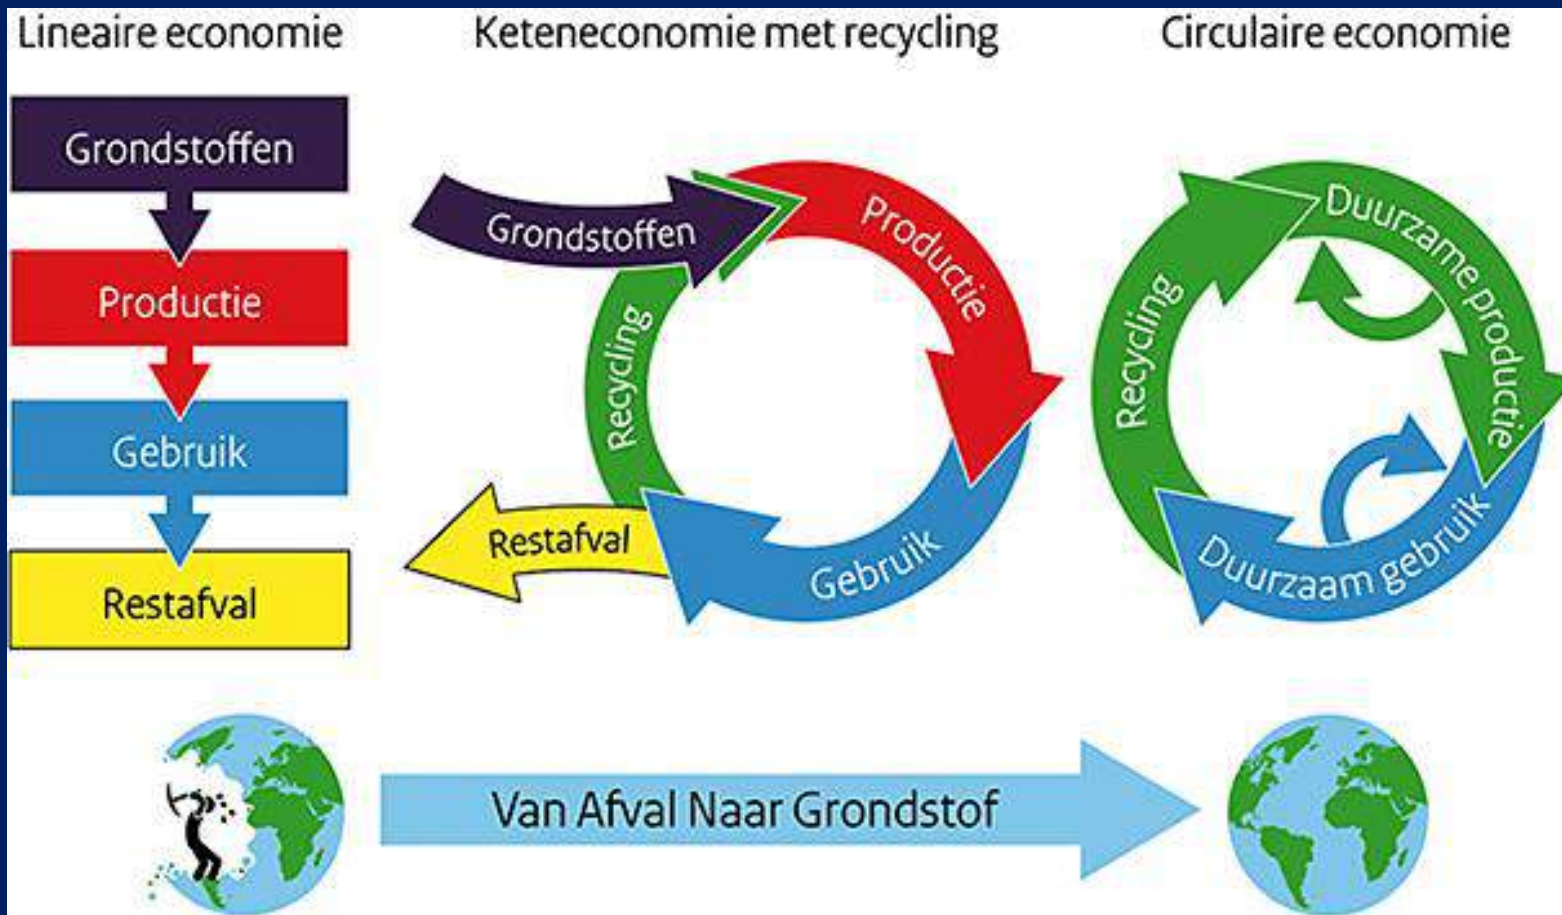 Lineaire economie
Keteneconomie met recycling
Circulaire economie
Grondstoffen
Productie
Gebruik
Restafval
Grondstoffen
Productie
Recycling
Restafval
Gebruik
Duurzame productie
Recycling
Duurzaam gebruik
Van Afval Naar Grondstof